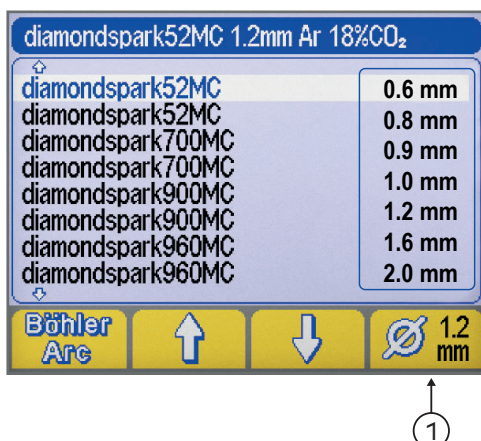 diamondspark52MC 1.2mm Ar 18%CO₂
diamondspark52MC 0.6 mm
diamondspark52MC 0.8 mm
diamondspark700MC 0.9 mm
diamondspark700MC 1.0 mm
diamondspark900MC 1.2 mm
diamondspark900MC 1.6 mm
diamondspark960MC 2.0 mm
diamondspark960MC
Böhler Arc
Ø 1.2 mm
1